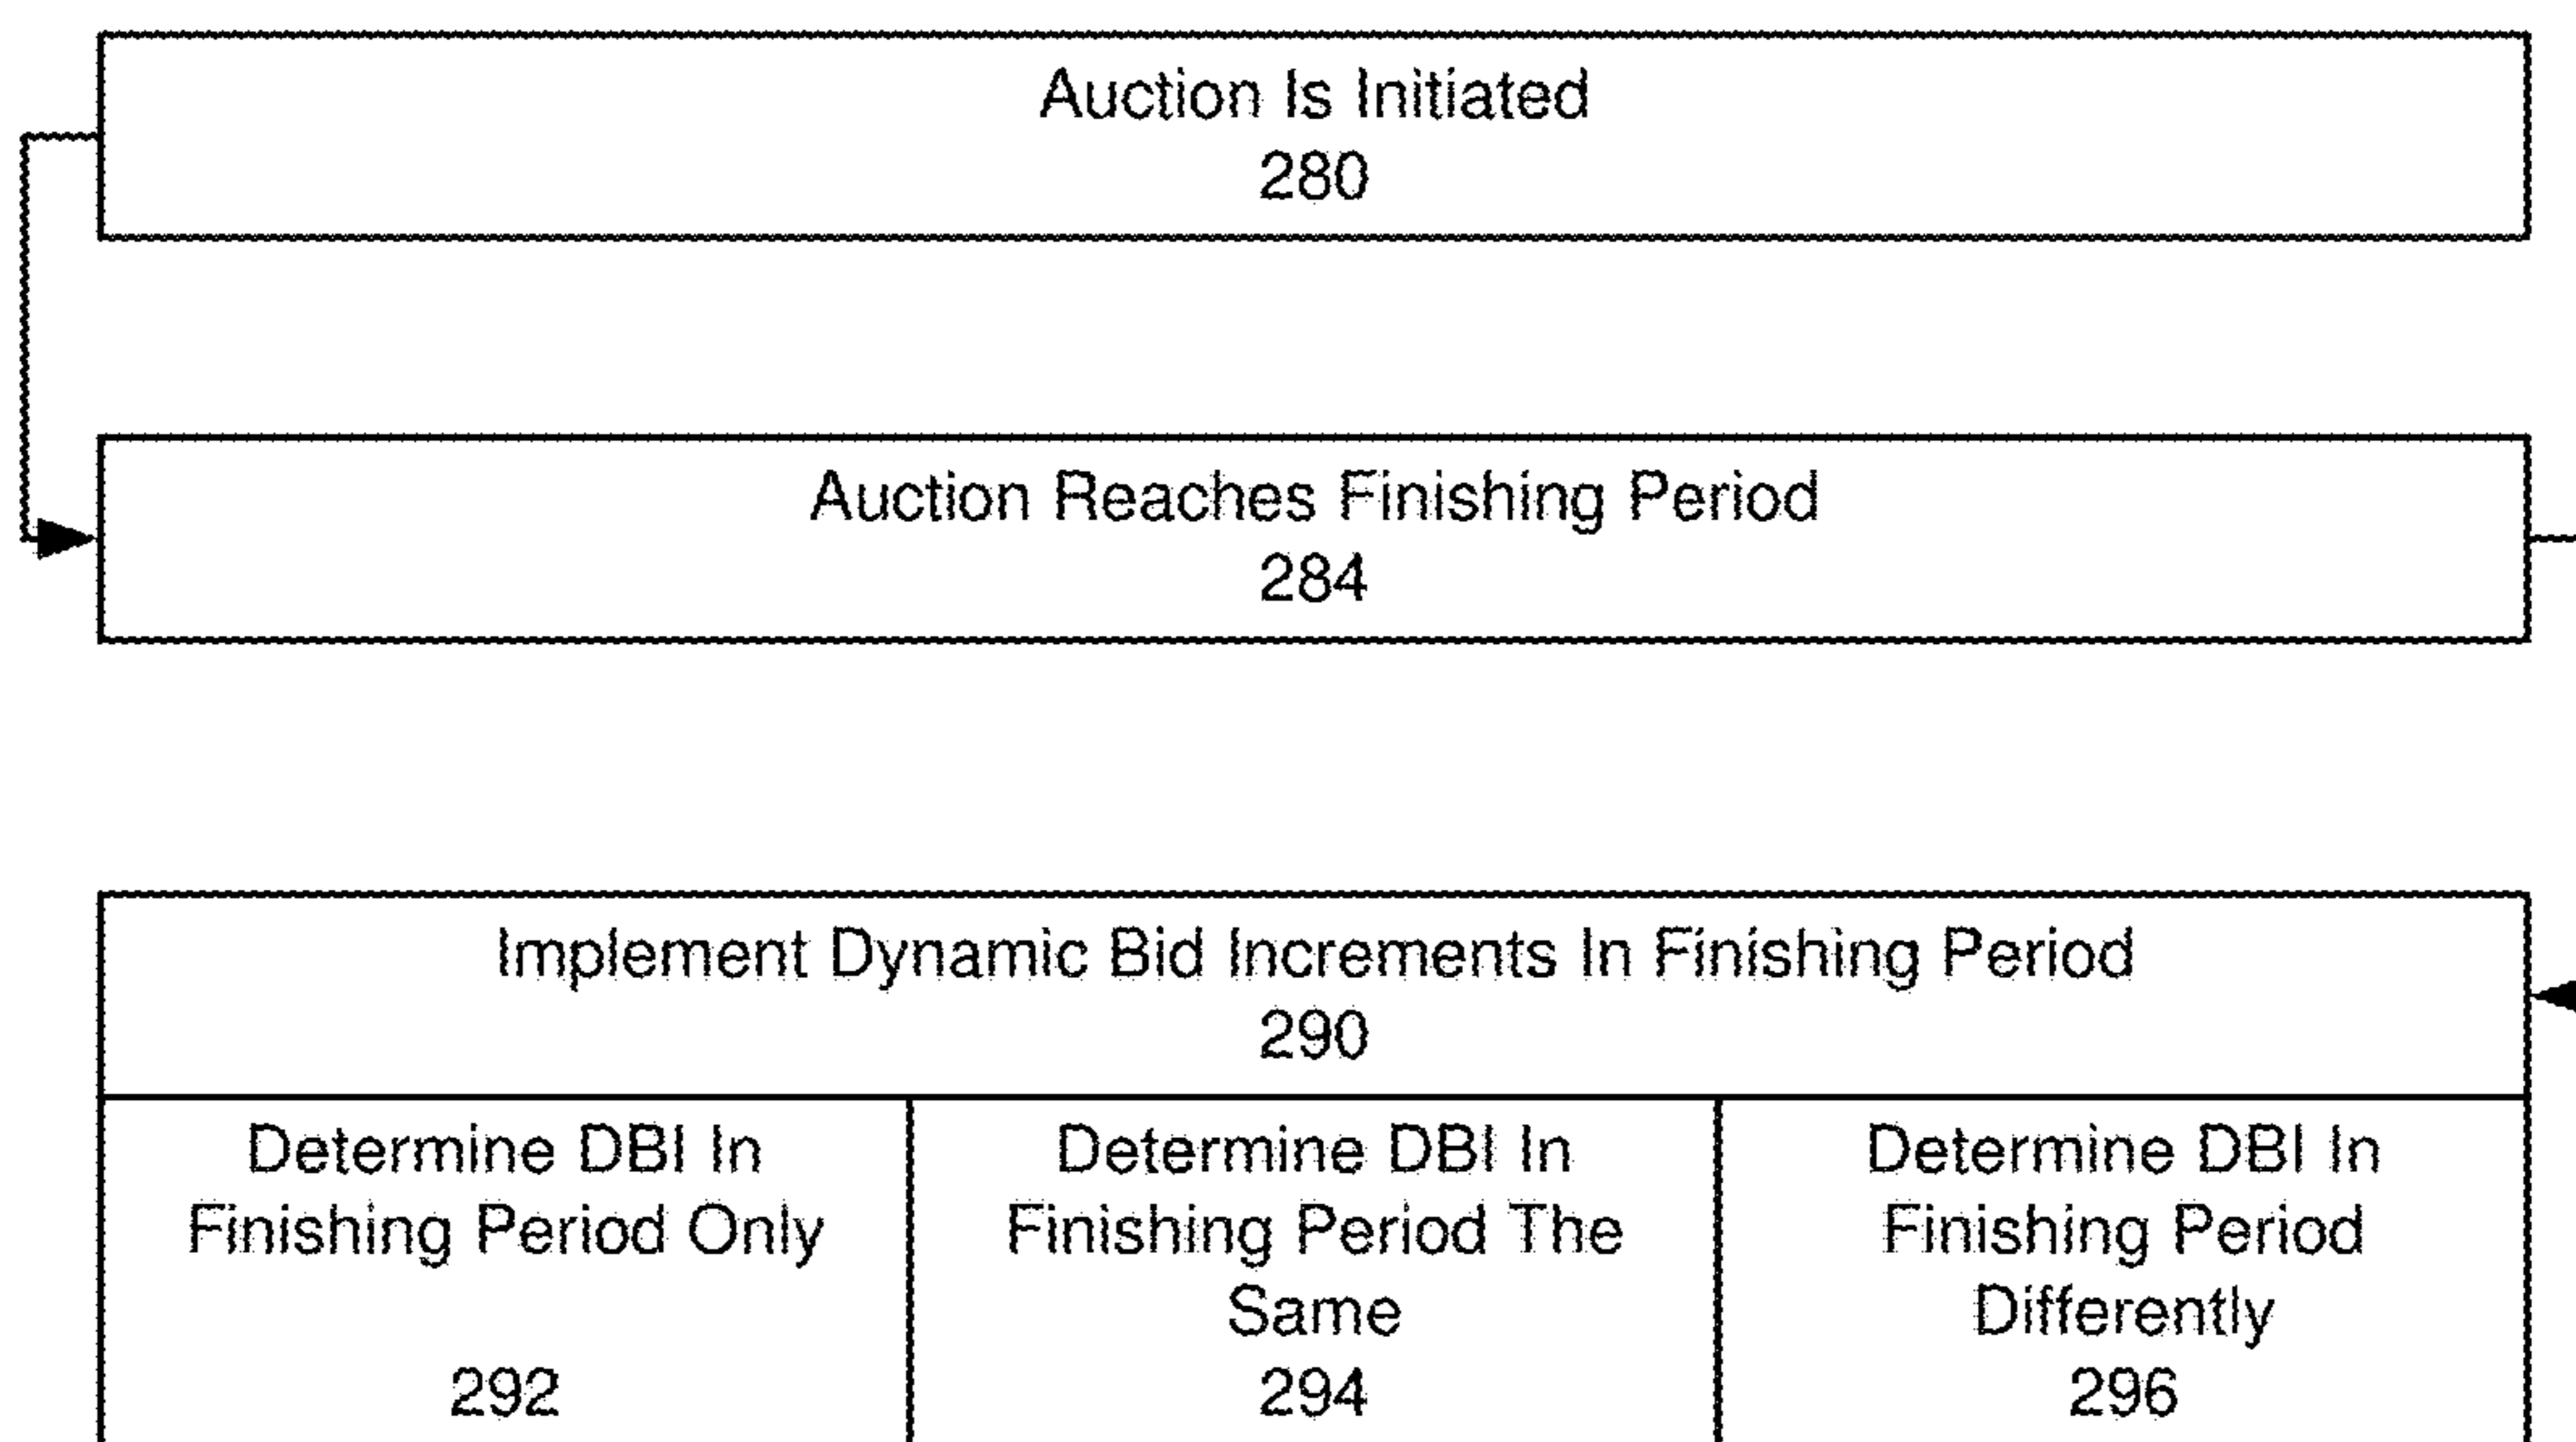 Auction Is Initiated
280
Auction Reaches Finishing Period
284
Implement Dynamic Bid Increments In Finishing Period
290
Determine DBI In
Finishing Period Only
292
Determine DBI In
Finishing Period The
Same
294
Determine DBI In
Finishing Period
Differently
296